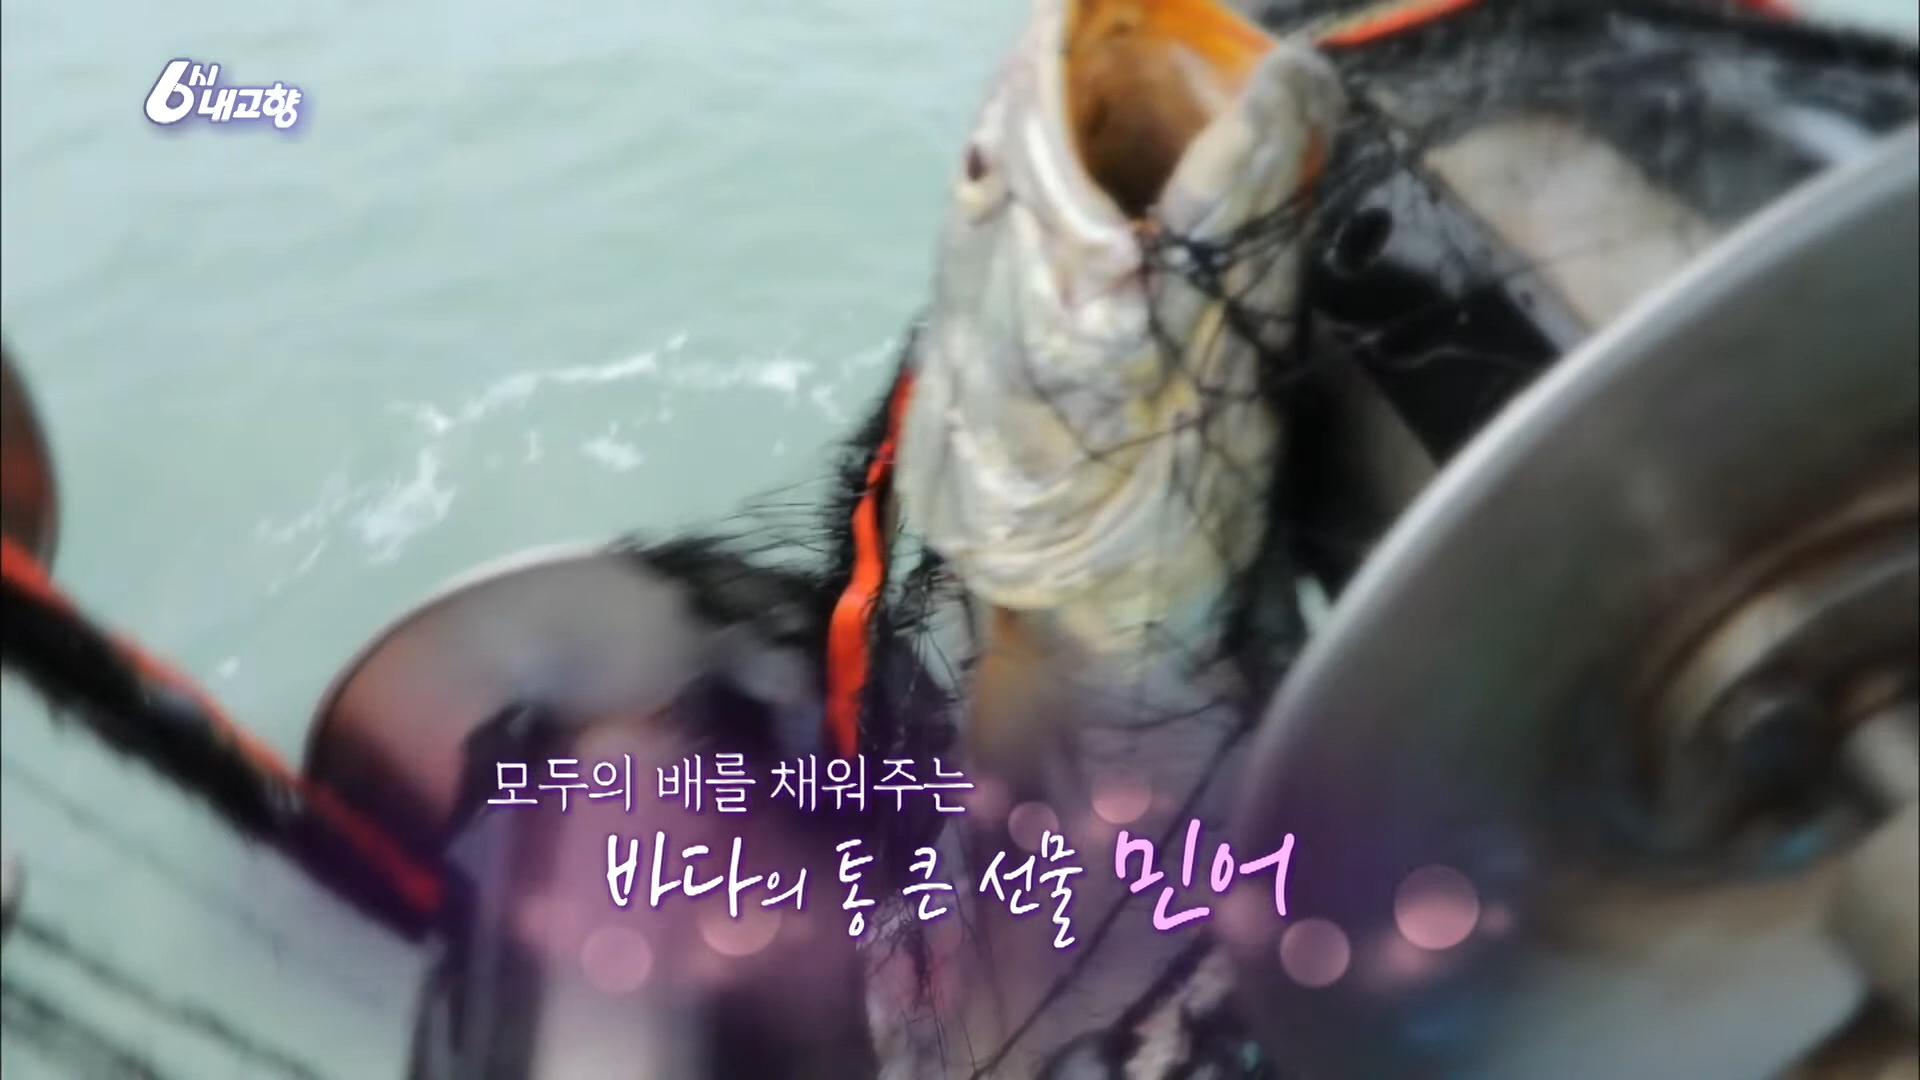 6시 내고향
모두의 배를 채워주는
바다의 통 큰 선물 민어